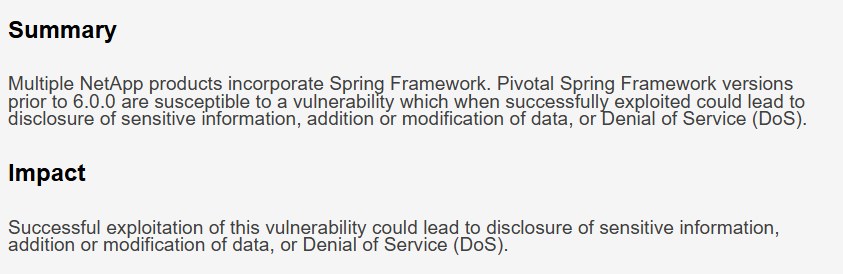 Summary
Multiple NetApp products incorporate Spring Framework. Pivotal Spring Framework versions
prior to 6.0.0 are susceptible to a vulnerability which when successfully exploited could lead to
disclosure of sensitive information, addition or modification of data, or Denial of Service (DoS).
Impact
Successful exploitation of this vulnerability could lead to disclosure of sensitive information,
addition or modification of data, or Denial of Service (DoS).